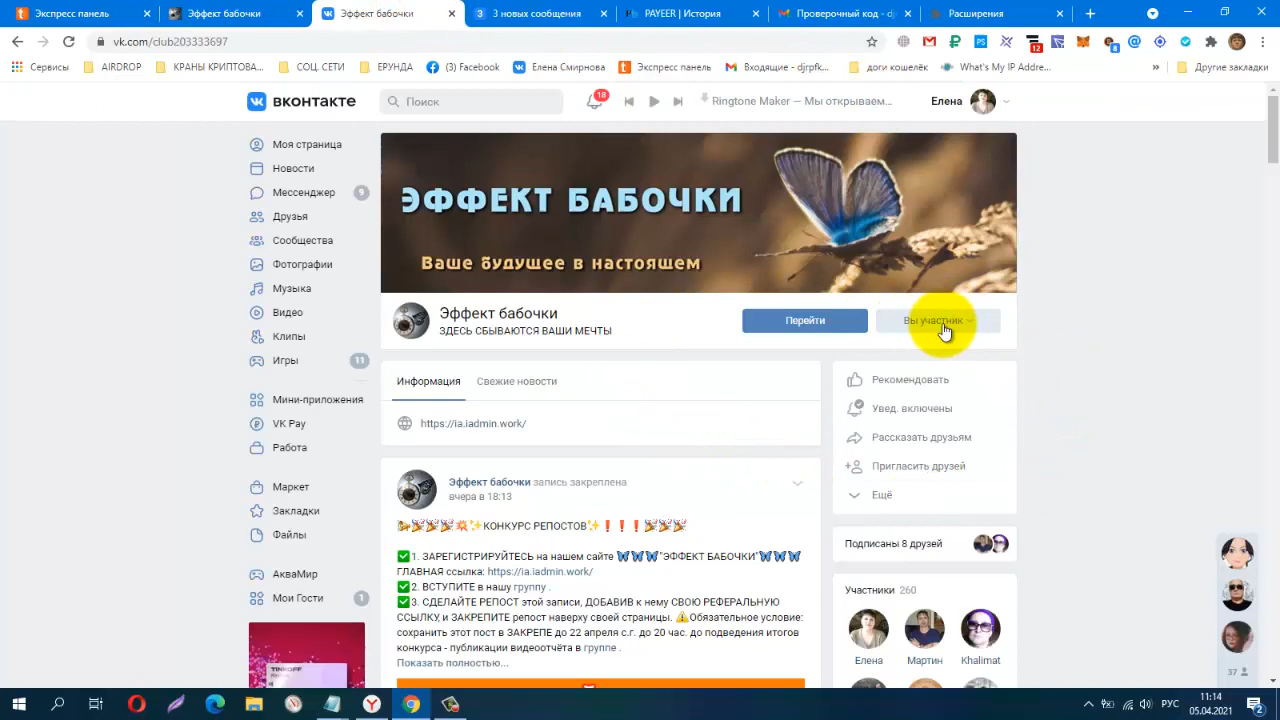 Экспресс панель
Эффект бабочки
Эффект бабочки
3 новых сообщения
PAYEER | История
Проверочный код - dj
Расширения
vk.com/club203333697
12
8
Сервисы
AIRDROP
КРАНЫ КРИПТОВА...
СОЦ. СЕТИ
ЕРУНДА
(3) Facebook
Елена Смирнова
Экспресс панель
Входящие - djrpfk...
доги кошелёк
What's My IP Addre...
»
Другие закладки
ВКОНТАКТЕ
Поиск
18
Ringtone Maker — Мы открываем...
Елена
Моя страница
Новости
Мессенджер 9
Друзья
Сообщества
Фотографии
Музыка
Видео
Клипы
Игры 11
Мини-приложения
VK Pay
Работа
Маркет
Закладки
Файлы
АкваМир
Мои Гости 1
TINKOFF
ЭФФЕКТ БАБОЧКИ
Ваше будущее в настоящем
Эффект бабочки
ЗДЕСЬ СБЫВАЮТСЯ ВАШИ МЕЧТЫ
Перейти
Вы участник
Информация
Свежие новости
https://ia.iadmin.work/
Эффект бабочки запись закреплена
вчера в 18:13
🎉🎉🎉🎉💥✨КОНКУРС РЕПОСТОВ✨❗❗❗🎉🎉🎉
✅1. ЗАРЕГИСТРИРУЙТЕСЬ на нашем сайте 🦋🦋🦋"ЭФФЕКТ БАБОЧКИ"🦋🦋🦋
ГЛАВНАЯ ссылка: https://ia.iadmin.work/
✅2. ВСТУПИТЕ в нашу группу .
✅3. СДЕЛАЙТЕ РЕПОСТ этой записи, ДОБАВИВ к нему СВОЮ РЕФЕРАЛЬНУЮ
ССЫЛКУ, и ЗАКРЕПИТЕ репост наверху своей страницы. ⚠Обязательное условие:
сохранить этот пост в ЗАКРЕПЕ до 22 апреля с.г. до 20 час. до подведения итогов
конкурса - публикации видеоотчёта в группе .
Показать полностью...
Рекомендовать
Увед. включены
Рассказать друзьям
Пригласить друзей
Ещё
Подписаны 8 друзей
Участники 260
Елена
Мартин
Khalimat
37
РУС
11:14
05.04.2021
2